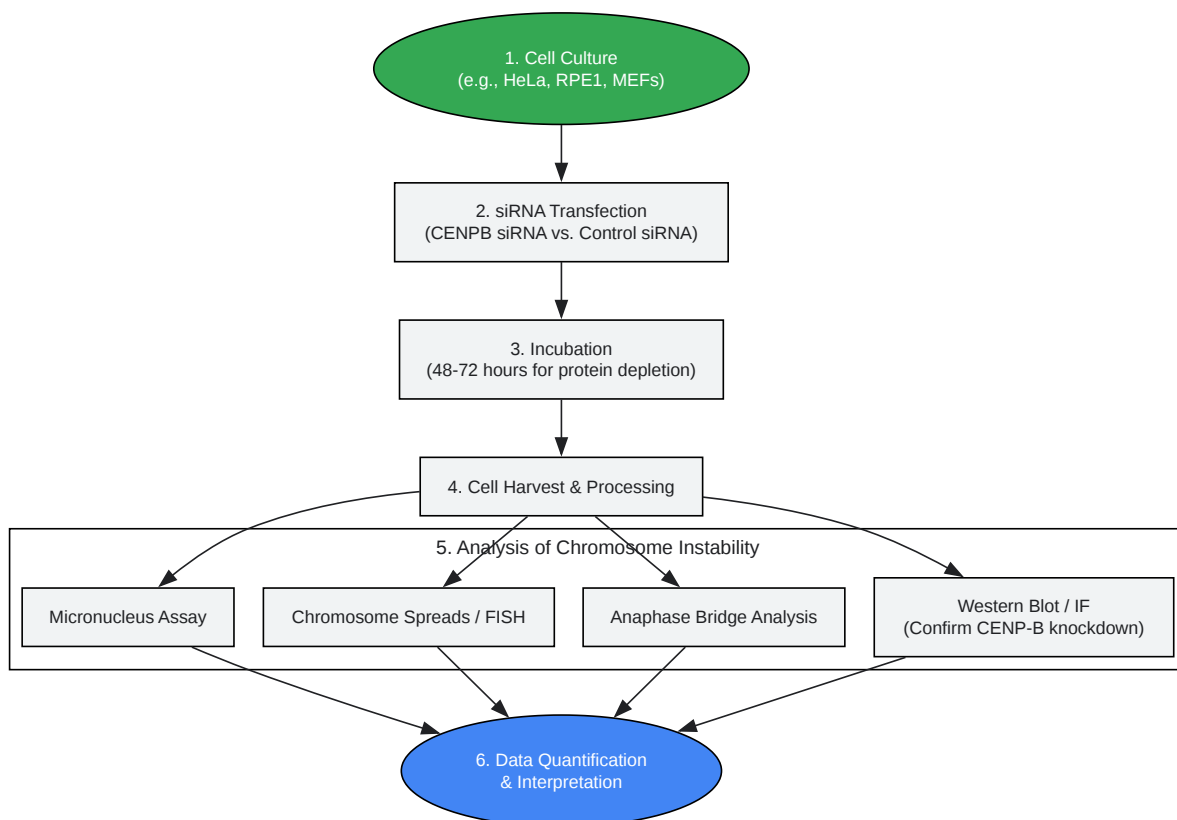 1. Cell Culture
(e.g., HeLa, RPE1, MEFs)
2. siRNA Transfection
(CENPB siRNA vs. Control siRNA)
3. Incubation
(48-72 hours for protein depletion)
4. Cell Harvest & Processing
5. Analysis of Chromosome Instability
Micronucleus Assay
Chromosome Spreads / FISH
Anaphase Bridge Analysis
Western Blot / IF
(Confirm CENP-B knockdown)
6. Data Quantification
& Interpretation